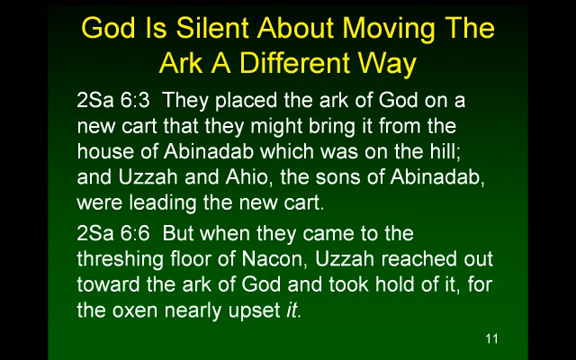 God Is Silent About Moving The
Ark A Different Way
2Sa 6:3 They placed the ark of God on a
new cart that they might bring it from the
house of Abinadab which was on the hill;
and Uzzah and Ahio, the sons of Abinadab,
were leading the new cart.
2Sa 6:6 But when they came to the
threshing floor of Nacon, Uzzah reached out
toward the ark of God and took hold of it, for
the oxen nearly upset it.
11